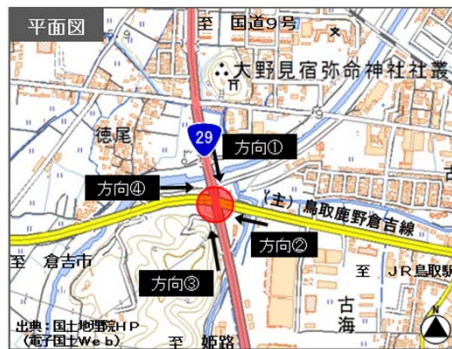 平面図
至 国道9号
大野見宿弥命神社社叢
徳尾
29
方向①
方向④
(主)鳥取鹿野倉吉線
古
方向②
至 倉吉市
方向③
至 JR鳥取駅
古海
出典:国土地理院HP
(電子国土Web)
至 姫路
N